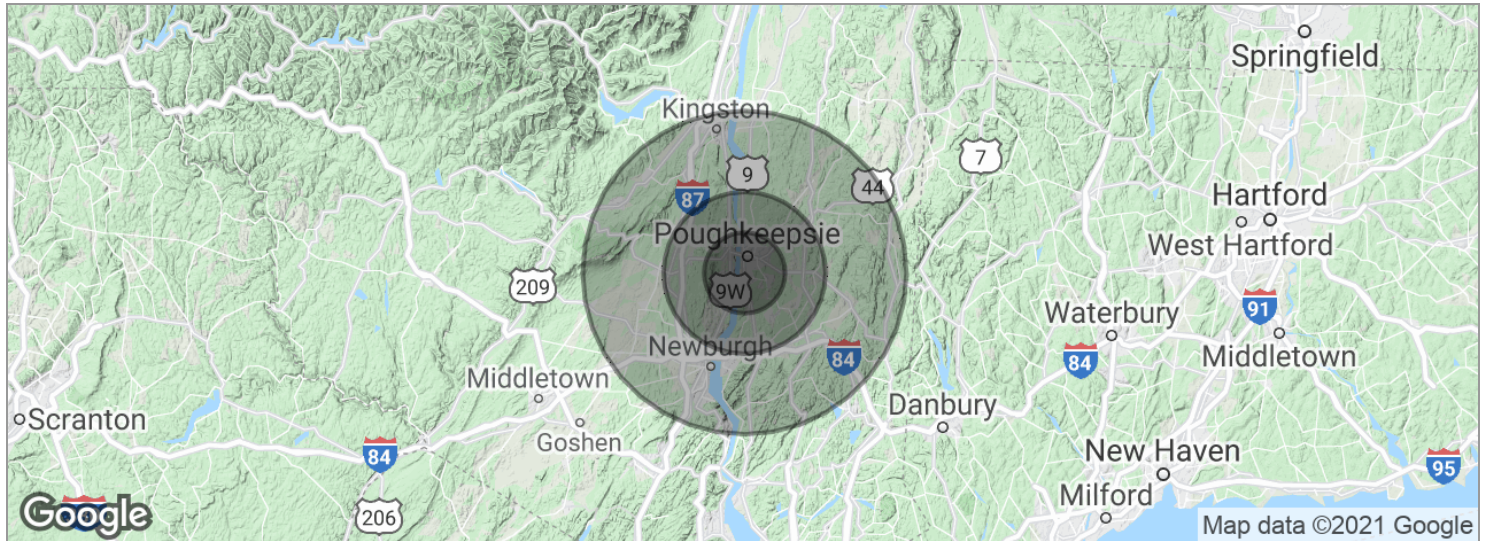 Springfield
Kingston
7
9
44
87
Hartford
Poughkeepsie
West Hartford
209
9W
91
Waterbury
Newburgh
84
84
Middletown
Middletown
Danbury
Scranton
Goshen
84
New Haven
95
Milford
206
Google
Map data ©2021 Google